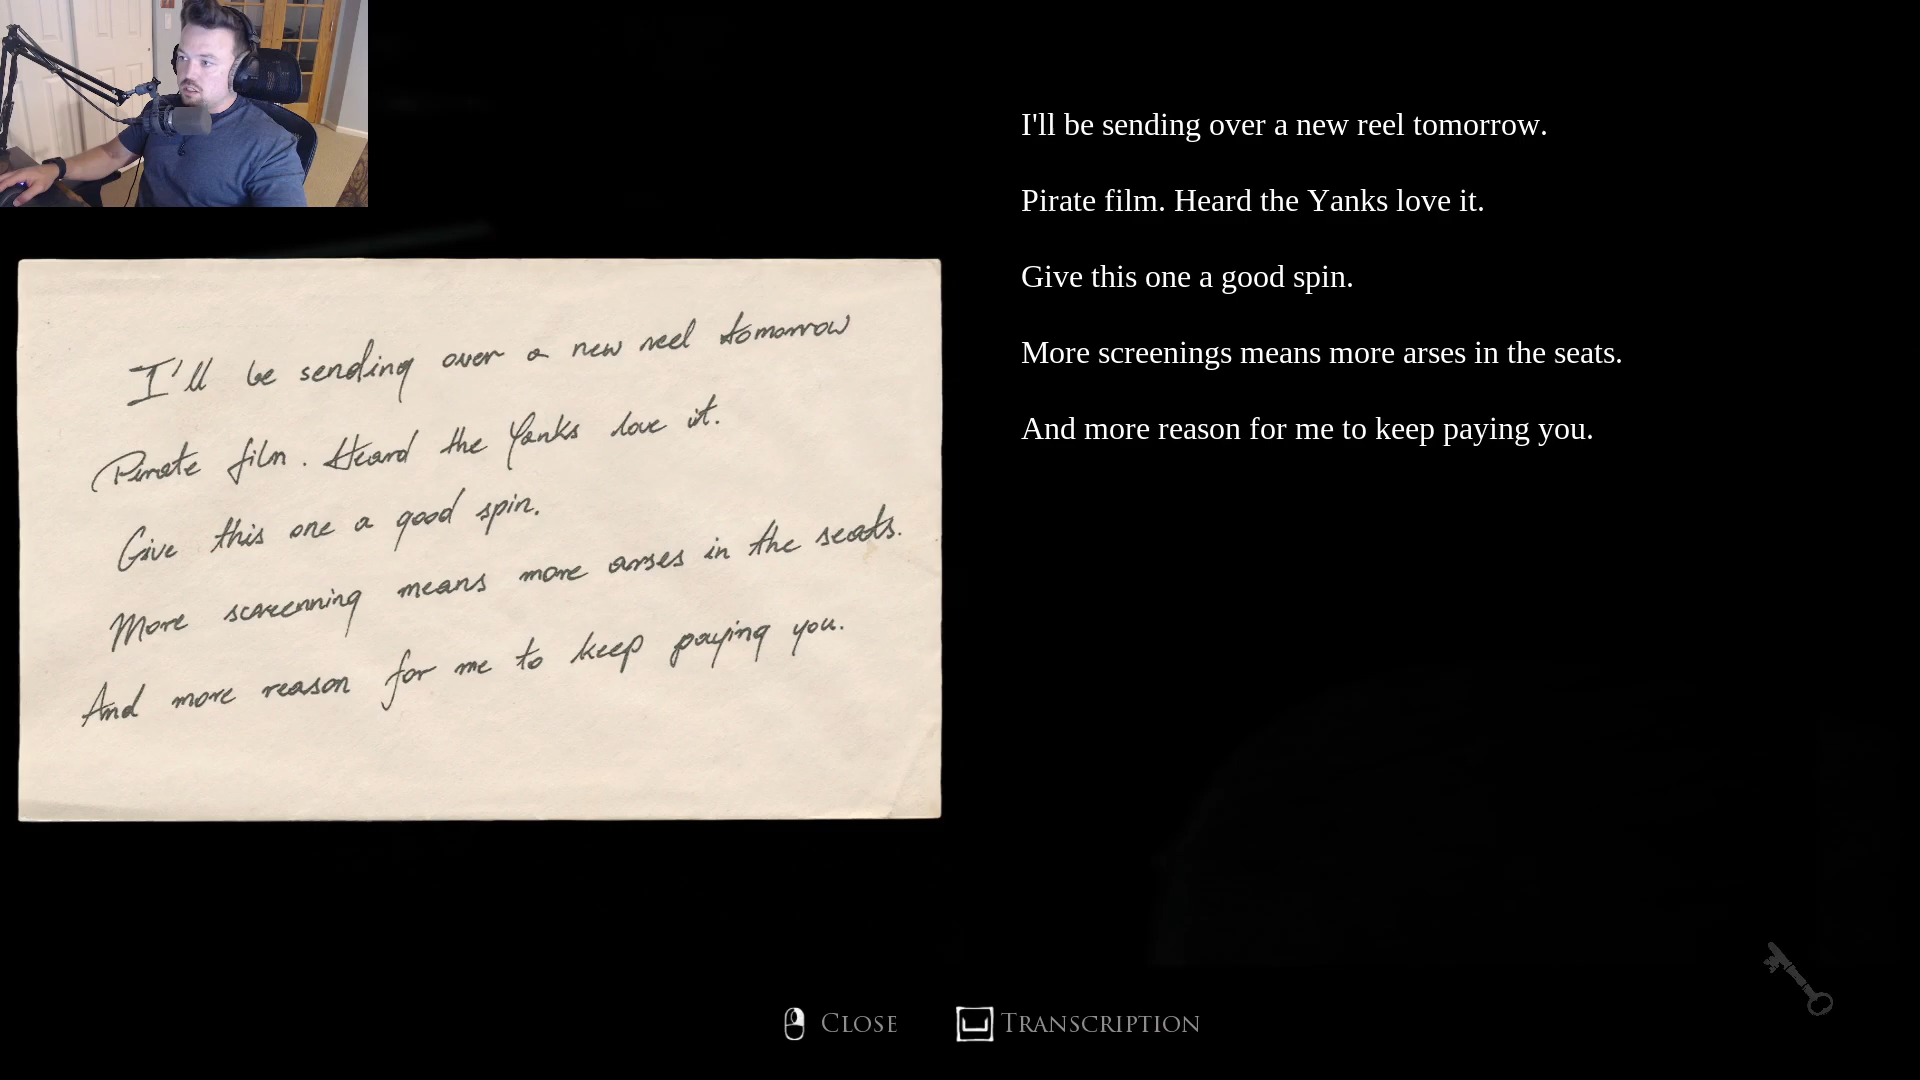 I'll be sending over a new reel tomorrow
Pirate film. Heard the Yanks love it.
Give this one a good spin.
More screenning means more arses in the seats.
And more reason for me to keep paying you.
I'll be sending over a new reel tomorrow.
Pirate film. Heard the Yanks love it.
Give this one a good spin.
More screenings means more arses in the seats.
And more reason for me to keep paying you.
CLOSE
TRANSCRIPTION